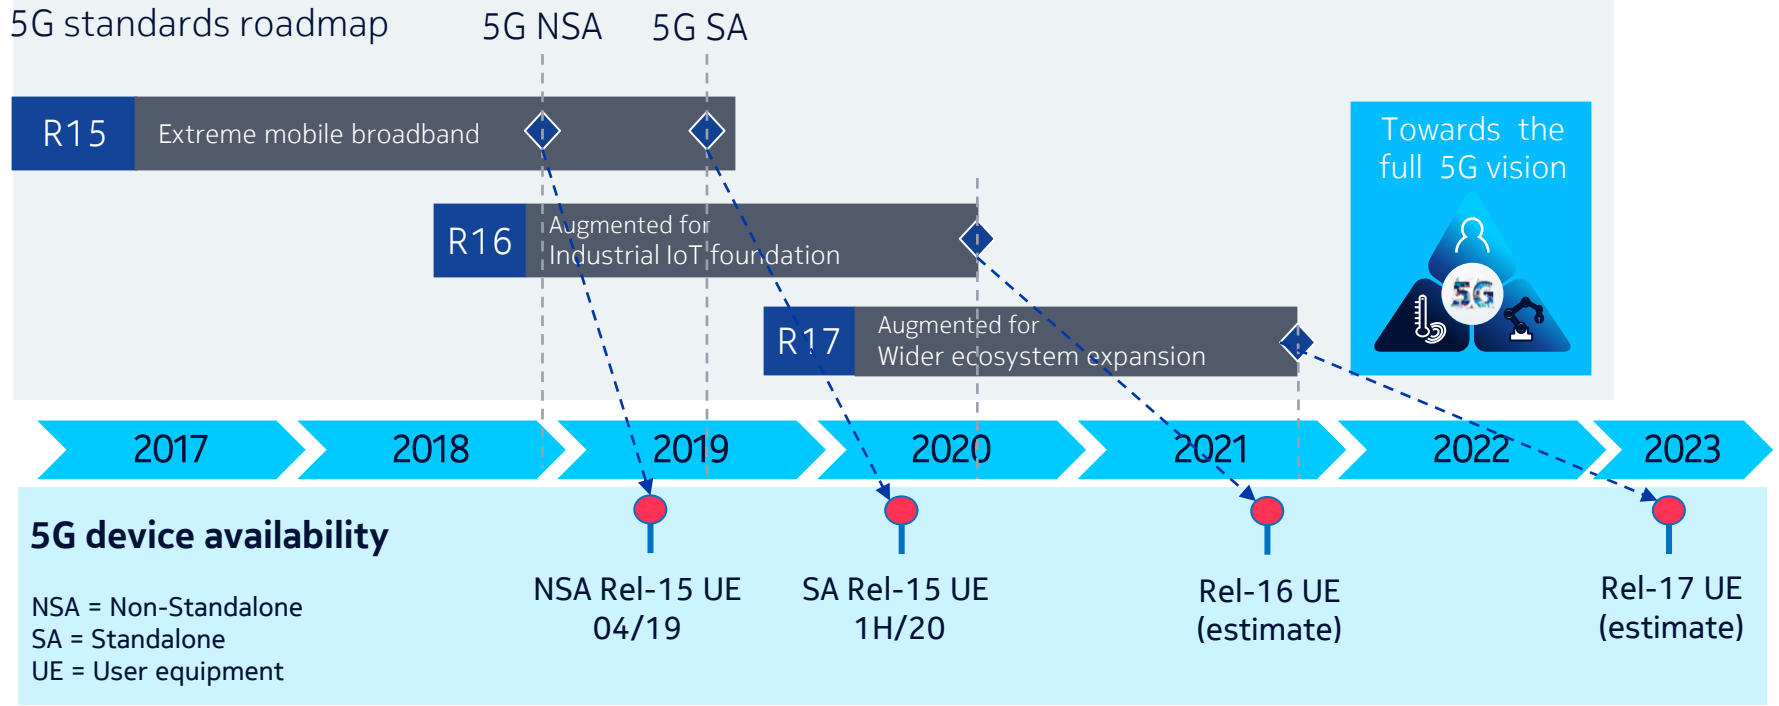 5G standards roadmap
5G NSA
5G SA
R15
Extreme mobile broadband
R16
Augmented for
Industrial IoT foundation
R17
Augmented for
Wider ecosystem expansion
Towards the
full 5G vision
5G
2017
2018
2019
2020
2021
2022
2023
5G device availability
NSA = Non-Standalone
SA = Standalone
UE = User equipment
NSA Rel-15 UE
04/19
SA Rel-15 UE
1H/20
Rel-16 UE
(estimate)
Rel-17 UE
(estimate)